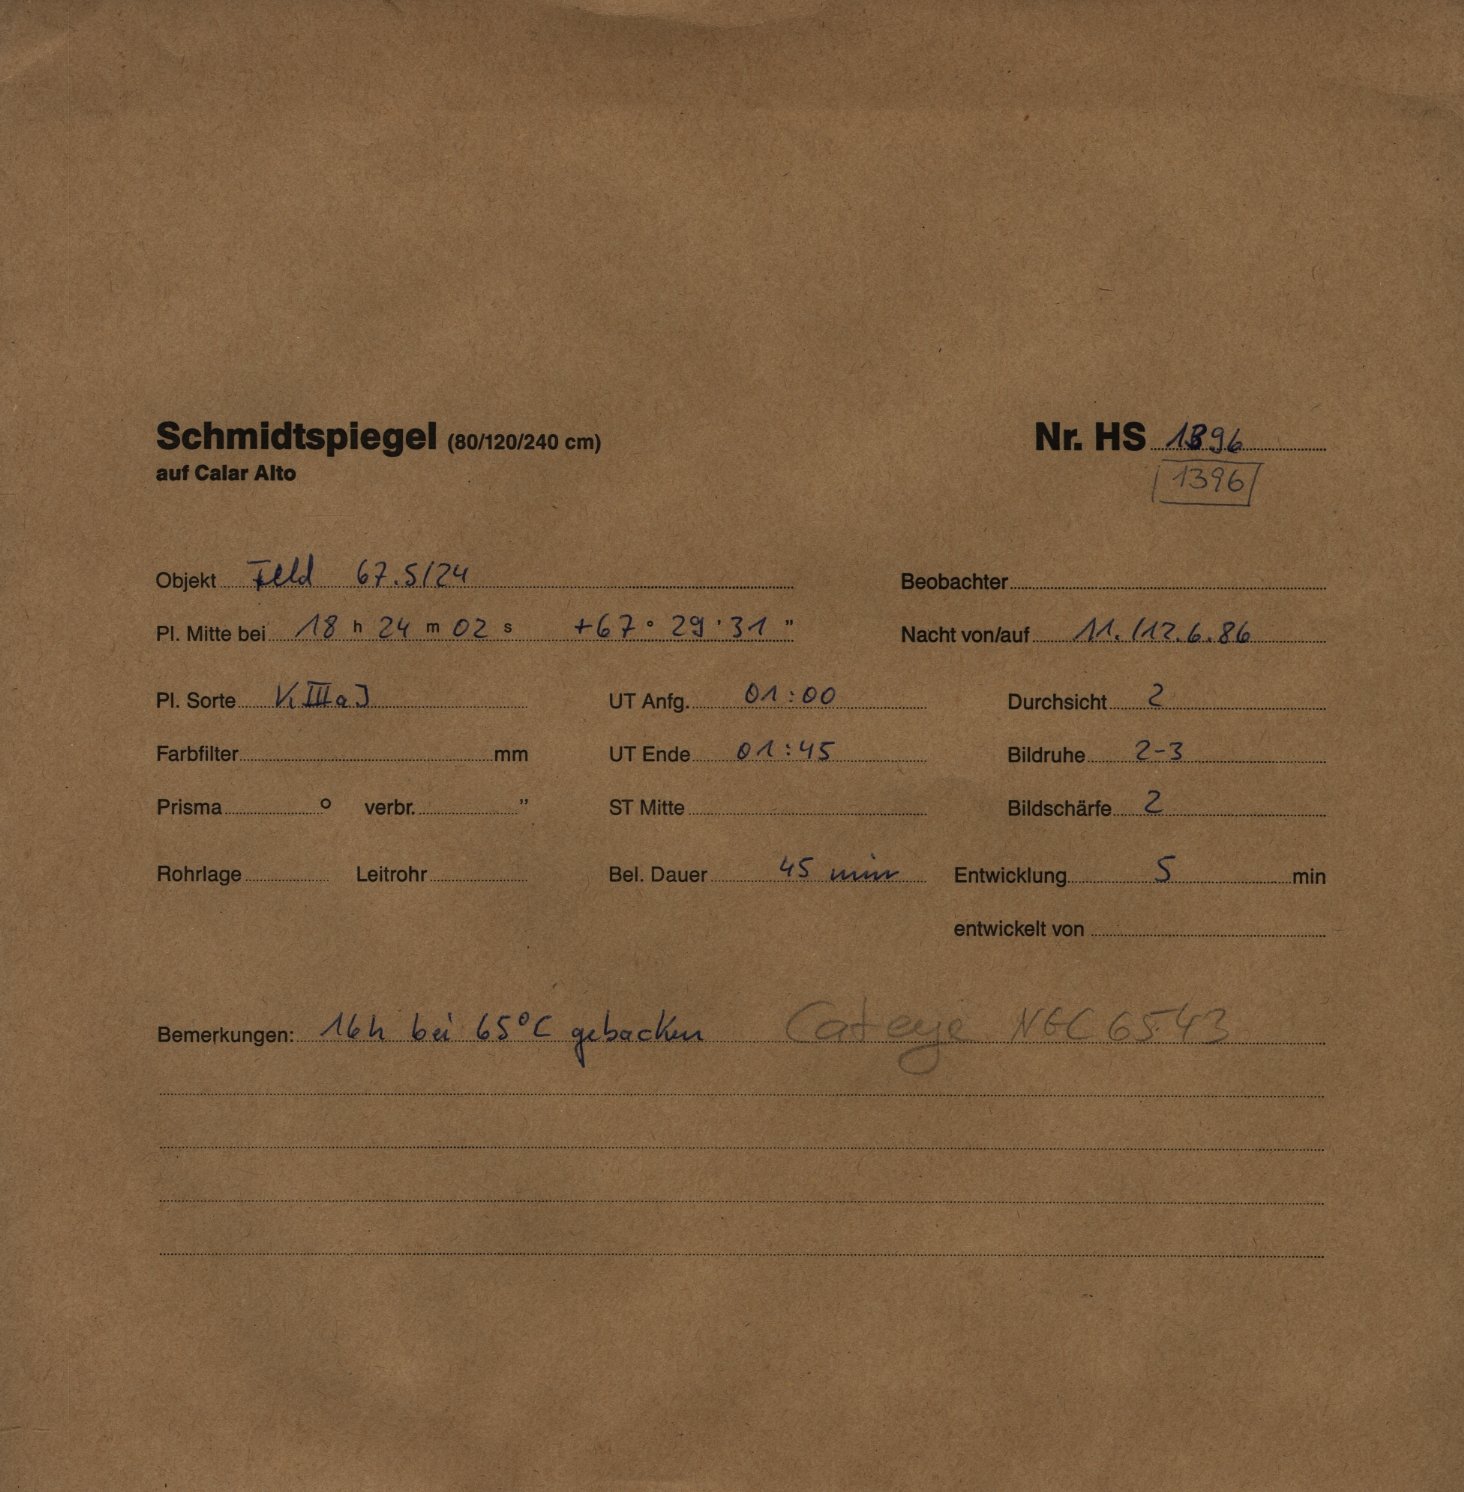 Schmidtspiegel (80/120/240 cm) Nr. HS 1396
auf Calar Alto
1396
Objekt Feld 67.5/24 Beobachter
Pl. Mitte bei 18 h 24 m 02 s +67° 29' 31" Nacht von/auf 11./12.6.86
Pl. Sorte K IIIaJ UT Anfg. 01:00 Durchsicht 2
Farbfilter mm UT Ende 01:45 Bildruhe 2-3
Prisma ° verbr. " ST Mitte Bildschärfe 2
Rohrlage Leitrohr Bel. Dauer 45 min Entwicklung 5 min
entwickelt von
Bemerkungen: 16h bei 65°C gebacken Cateye NGC 6543